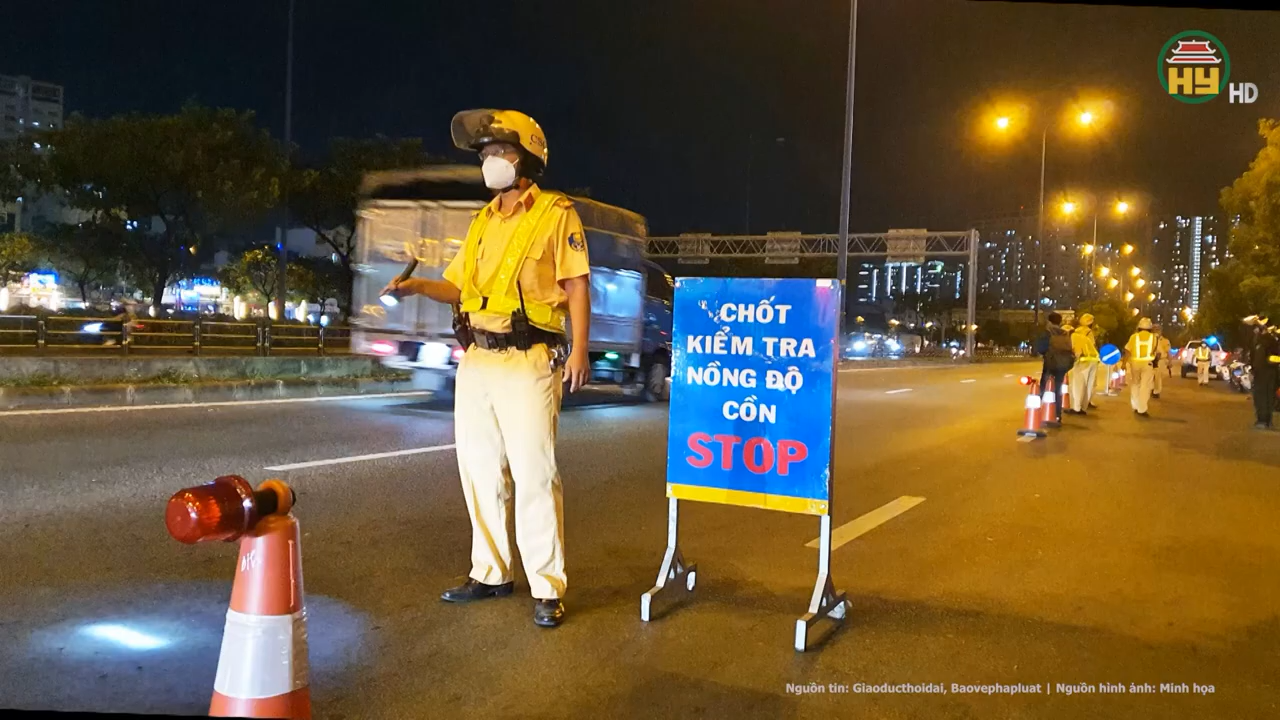 HY HD
CHỐT
KIỂM TRA
NỒNG ĐỘ
CỒN
STOP
Nguồn tin: Giaoducthoidai, Baovephapluat | Nguồn hình ảnh: Minh họa